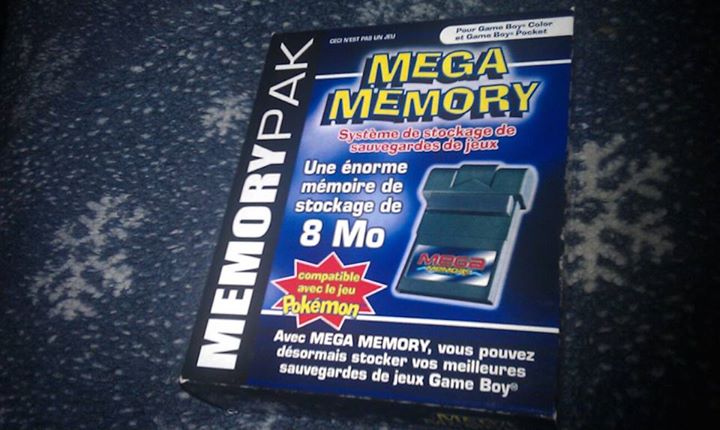 CECI N'EST PAS UN JEU
Pour Game Boy® Color
et Game Boy® Pocket
MEMORYPAK
MEGA
MEMORY
Système de stockage de
sauvegardes de jeux
Une énorme
mémoire de
stockage de
8 Mo
MEGA
MEMORY
compatible
avec le jeu
Pokémon
Avec MEGA MEMORY, vous pouvez
désormais stocker vos meilleures
sauvegardes de jeux Game Boy®
MEGA